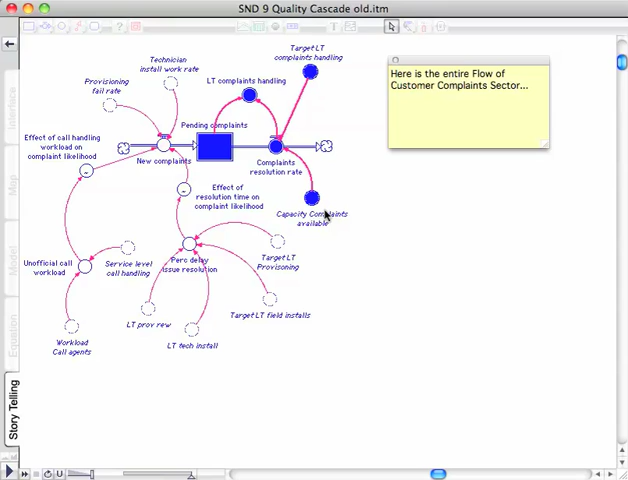 SND 9 Quality Cascade old.itm
Target LT
complaints handling
Technician
install work rate
Provisioning
fail rate
LT complaints handling
Here is the entire Flow of
Customer Complaints Sector...
Pending complaints
Effect of call handling
workload on
complaint likelihood
New complaints
Complaints
resolution rate
Effect of
resolution time on
complaint likelihood
Capacity Complaints
available
Unofficial call
workload
Service level
call handling
Perc delay
issue resolution
Target LT
Provisioning
LT prov rew
Target LT field installs
LT tech install
Workload
Call agents
Interface
Map
Model
Equation
Story Telling